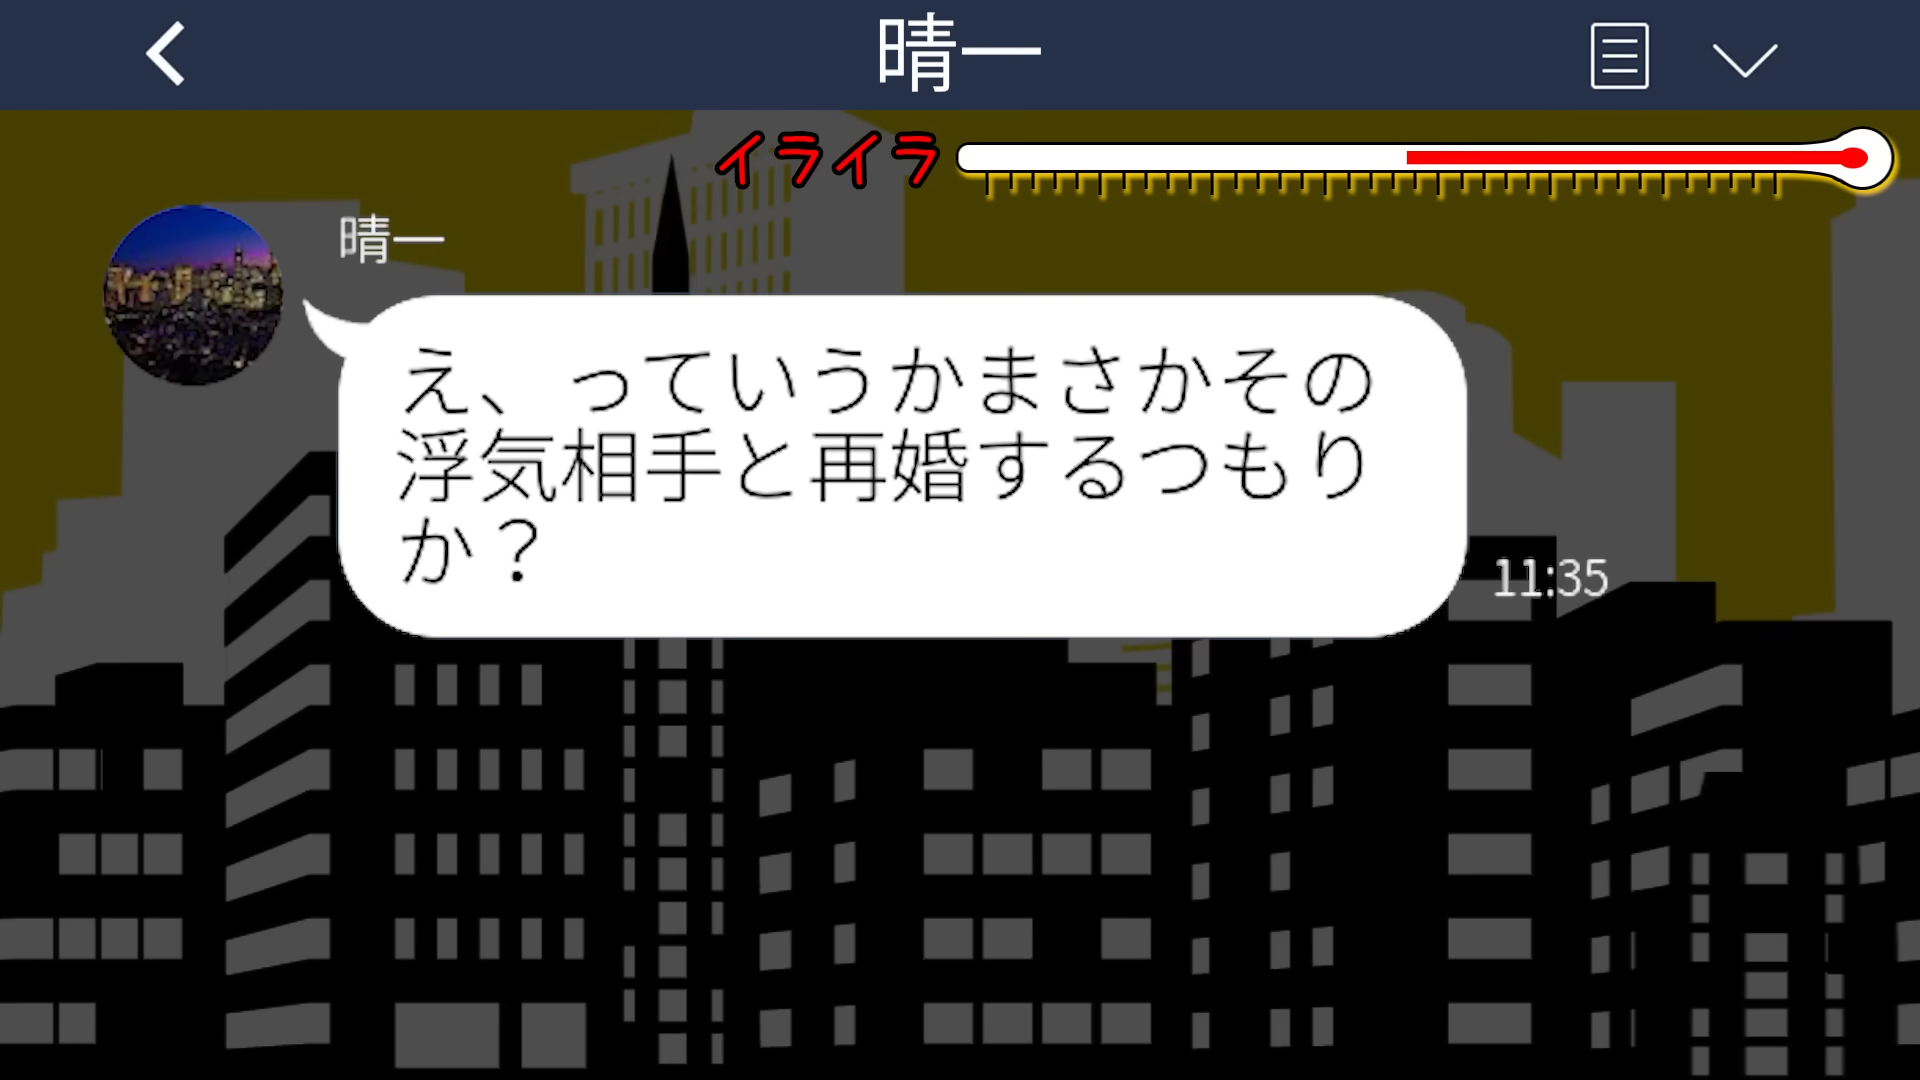 晴一
イライラ
晴一
え、っていうかまさかその
浮気相手と再婚するつもり
か？
11:35